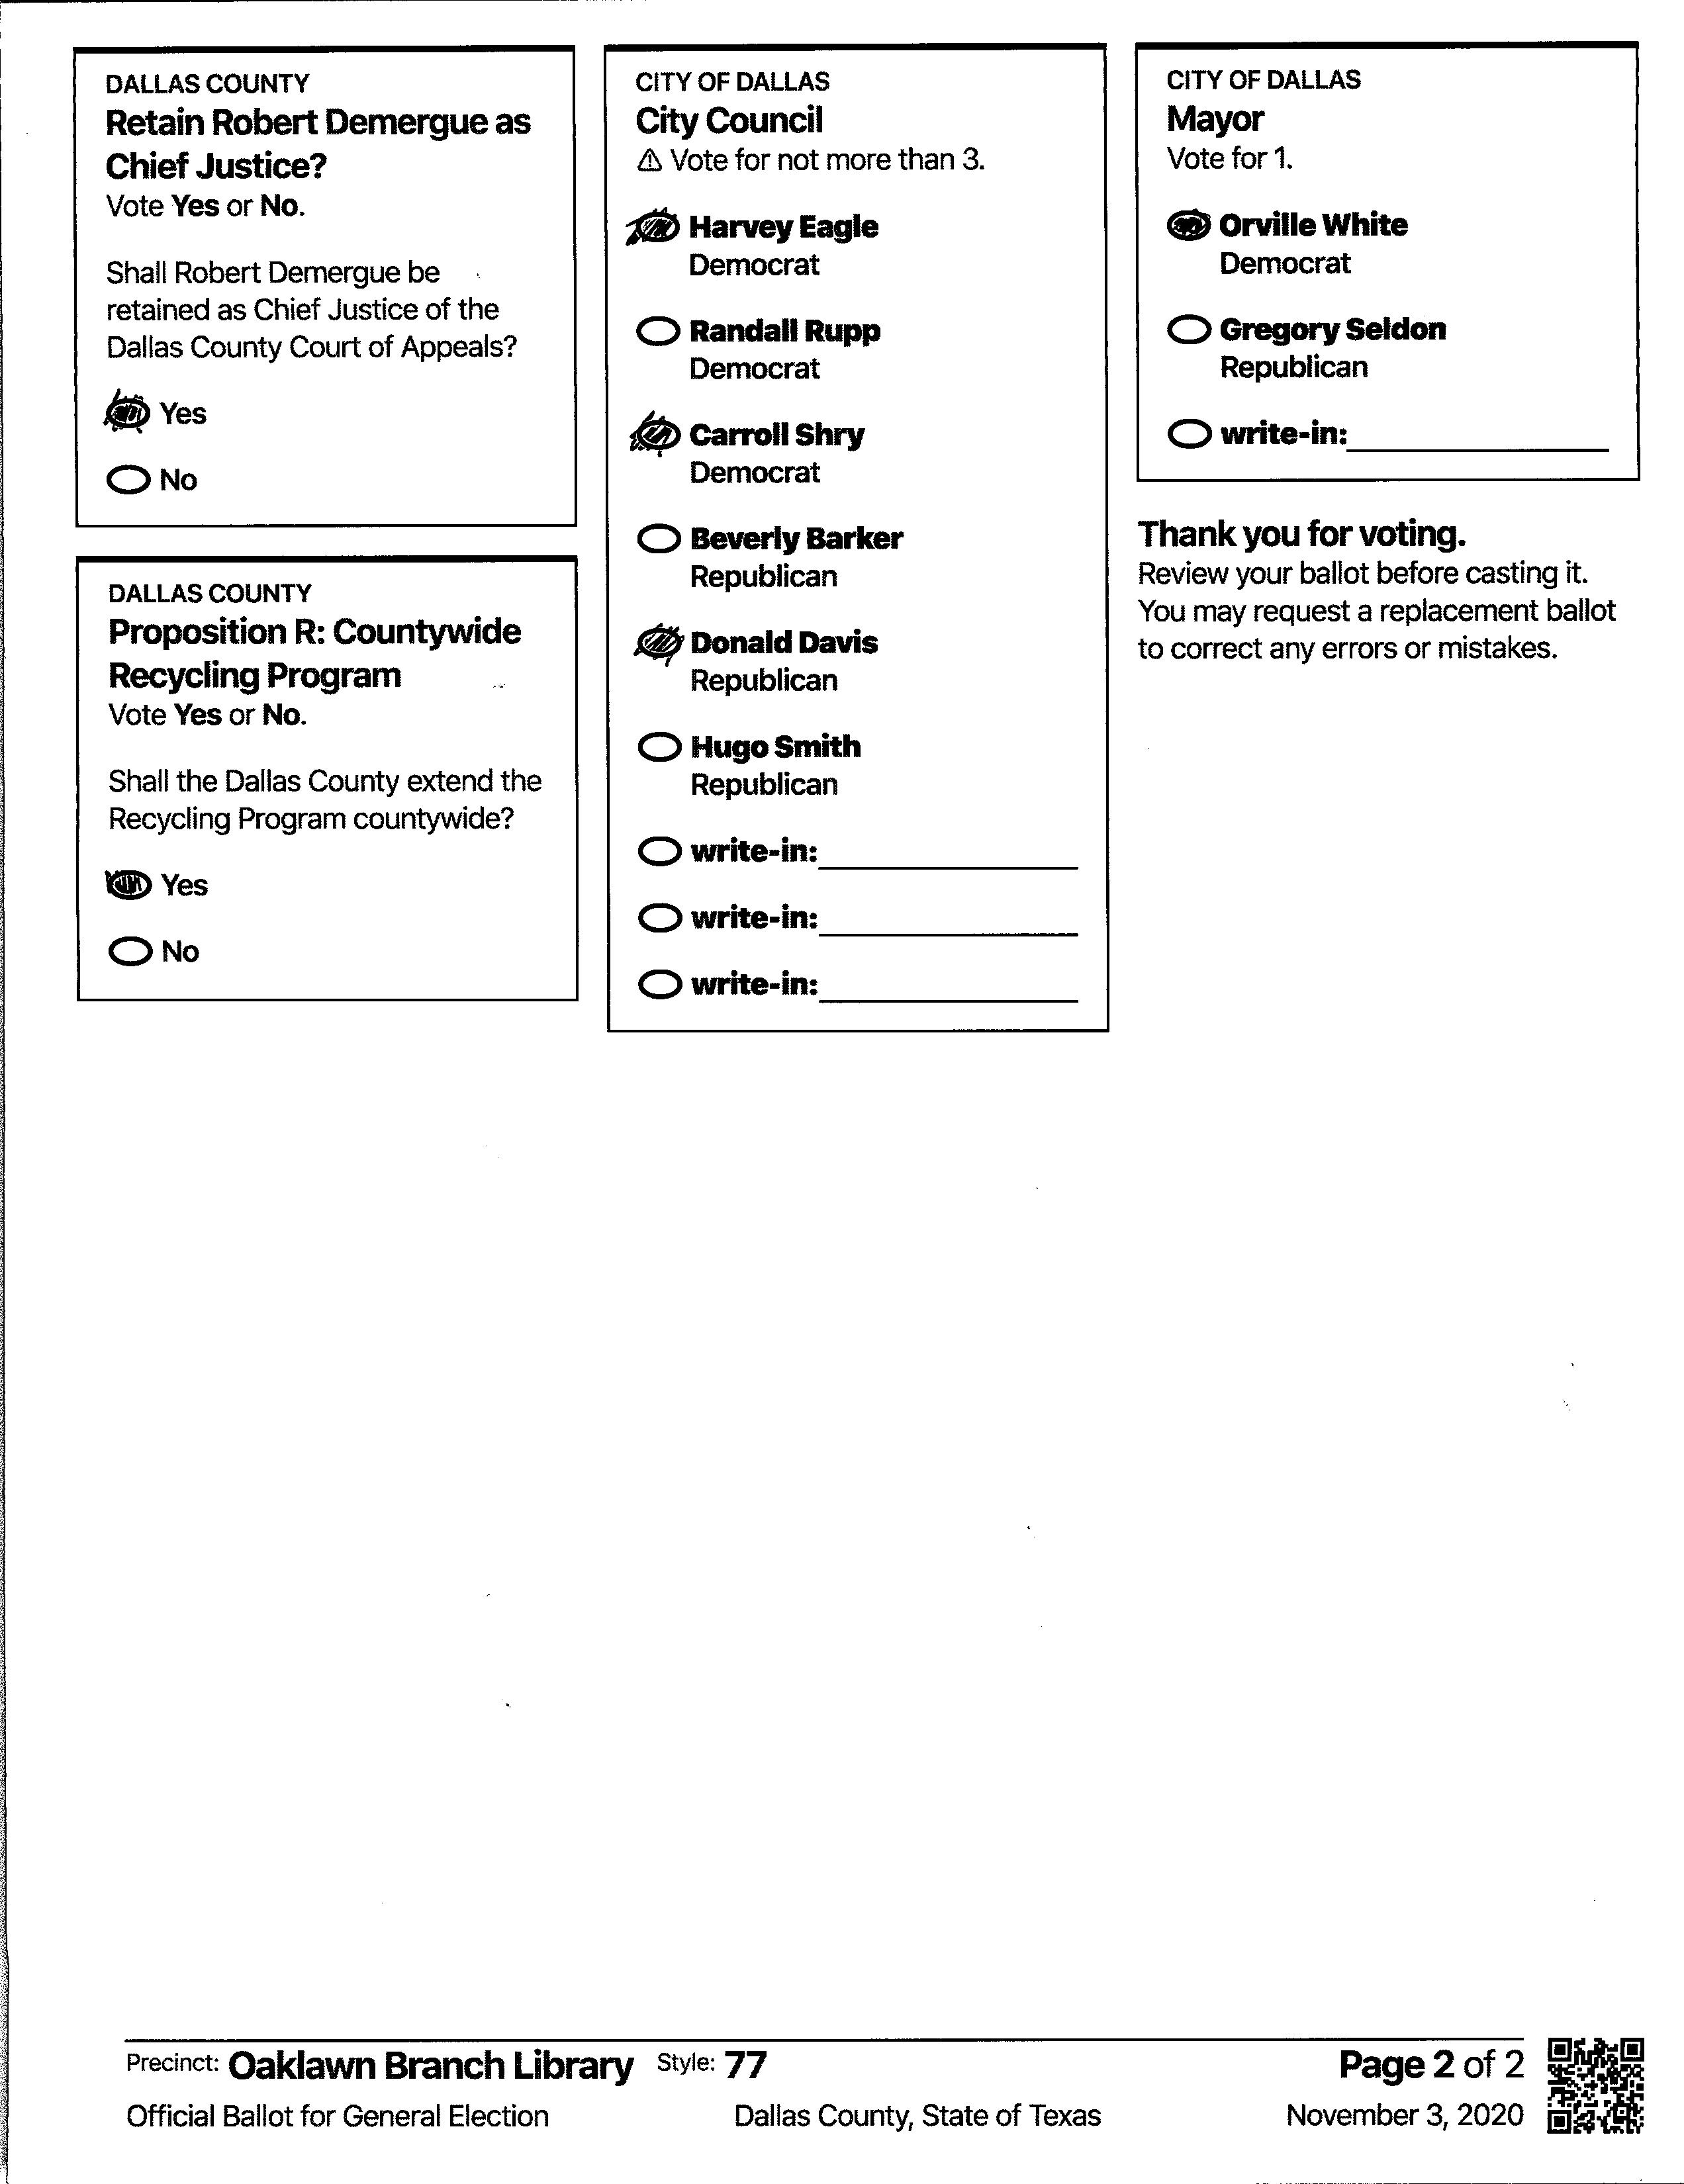 DALLAS COUNTY
Retain Robert Demergue as
Chief Justice?
Vote Yes or No.
Shall Robert Demergue be
retained as Chief Justice of the
Dallas County Court of Appeals?
Yes
No
DALLAS COUNTY
Proposition R: Countywide
Recycling Program
Vote Yes or No.
Shall the Dallas County extend the
Recycling Program countywide?
Yes
No
CITY OF DALLAS
City Council
⚠ Vote for not more than 3.
Harvey Eagle
Democrat
Randall Rupp
Democrat
Carroll Shry
Democrat
Beverly Barker
Republican
Donald Davis
Republican
Hugo Smith
Republican
write-in:
write-in:
write-in:
CITY OF DALLAS
Mayor
Vote for 1.
Orville White
Democrat
Gregory Seldon
Republican
write-in:
Thank you for voting.
Review your ballot before casting it.
You may request a replacement ballot
to correct any errors or mistakes.
Precinct: Oaklawn Branch Library Style: 77 Page 2 of 2
Official Ballot for General Election Dallas County, State of Texas November 3, 2020